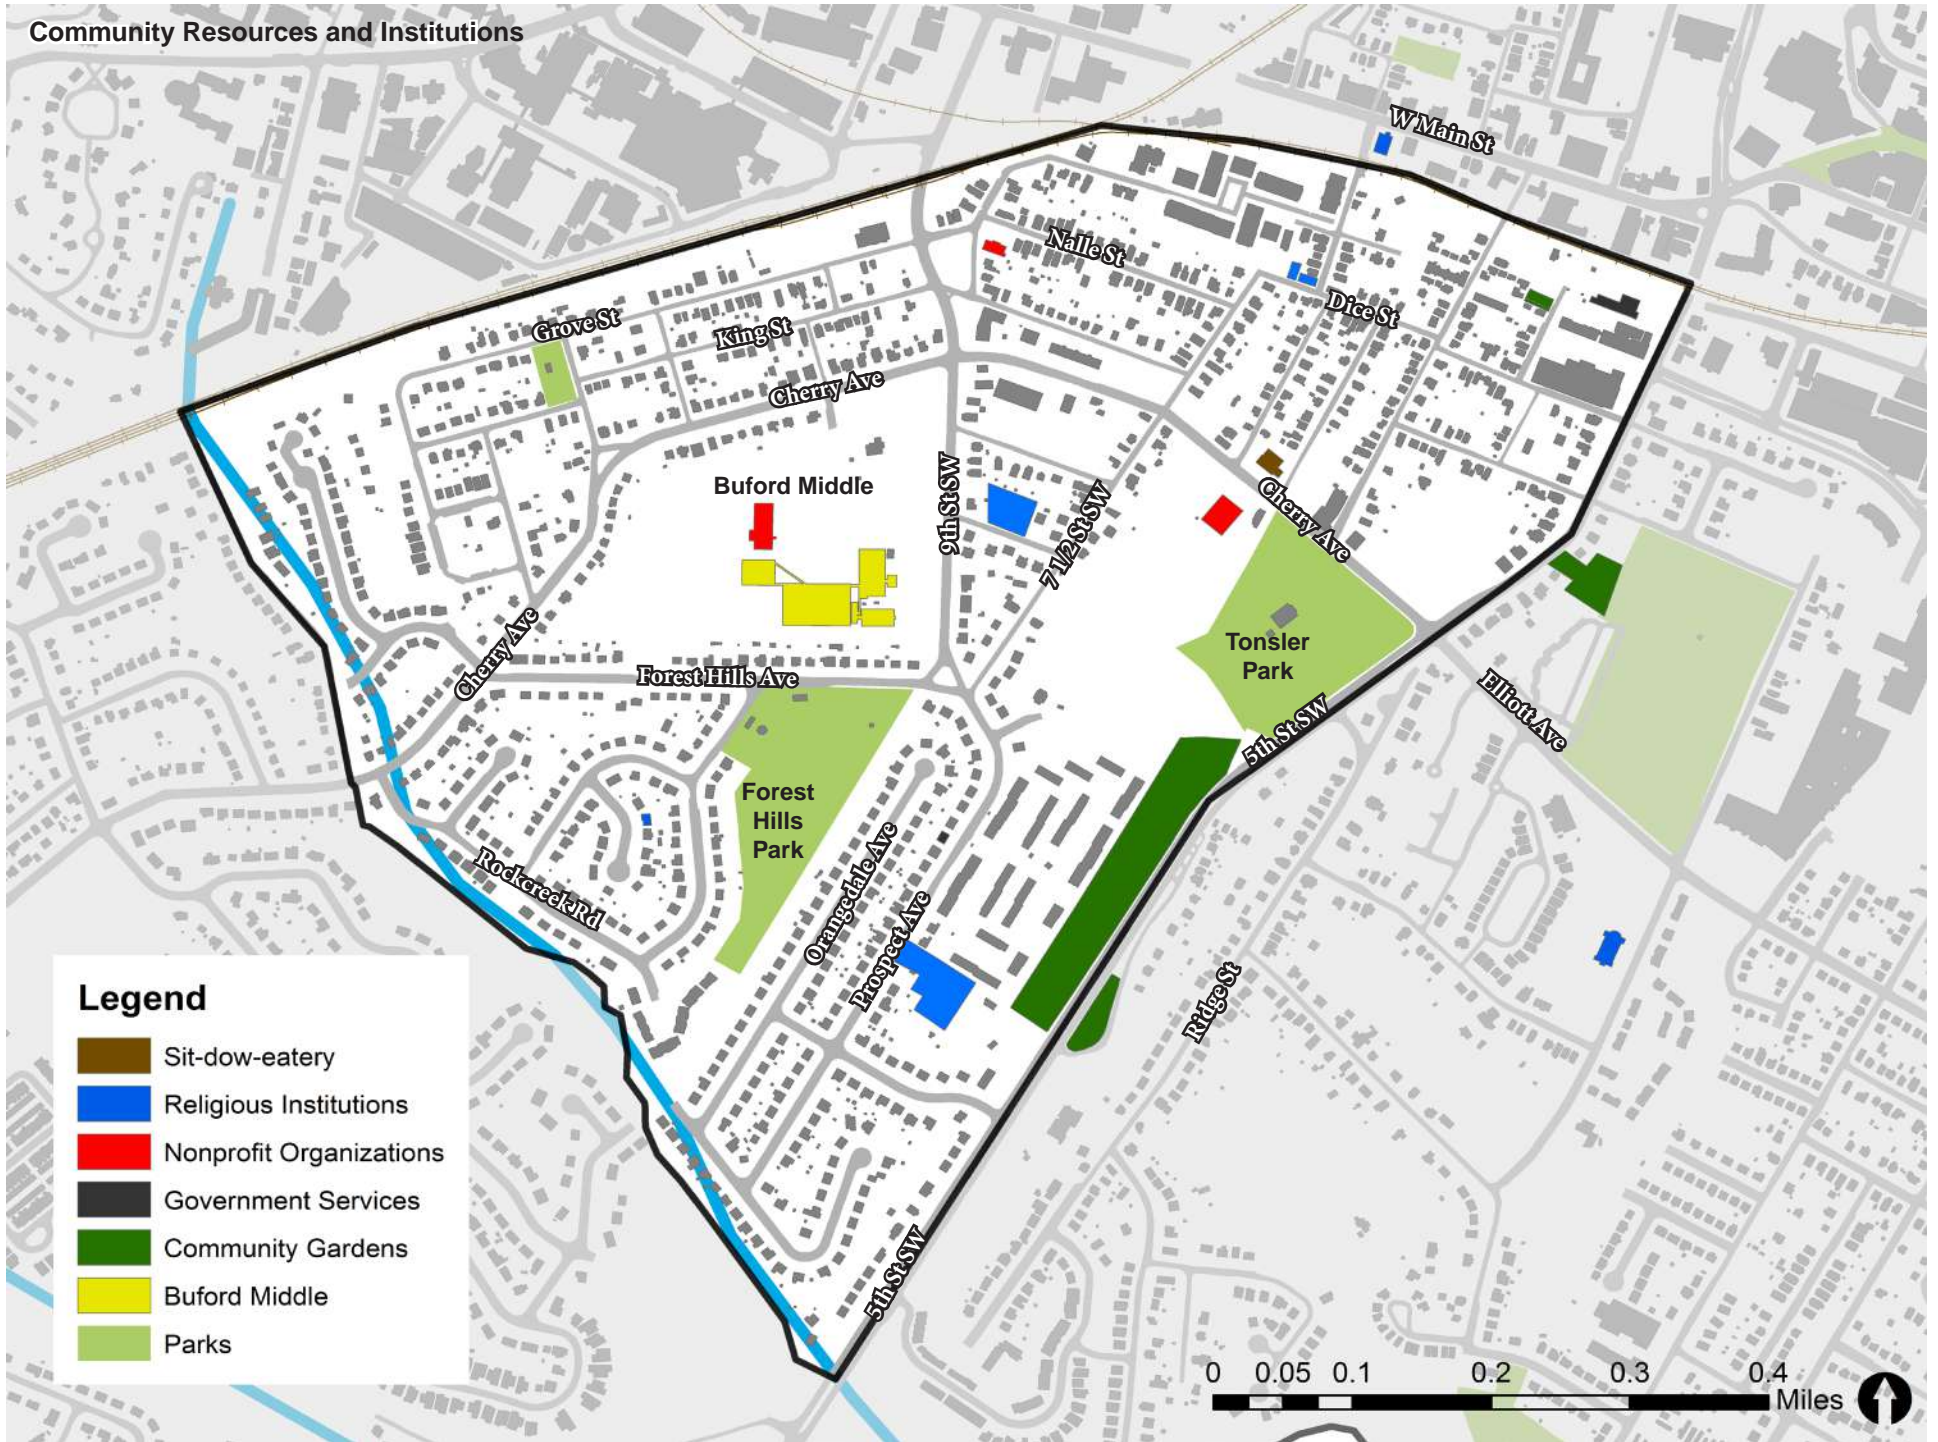 Community Resources and Institutions
W Main St
Nalle St
Dice St
Grove St
King St
Cherry Ave
Buford Middle
9th St SW
7 1/2 St SW
Cherry Ave
Cherry Ave
Forest Hills Ave
Tonsler
Park
5th St SW
Elliott Ave
Forest
Hills
Park
Rockcreek Rd
Orangedale Ave
Prospect Ave
Ridge St
5th St SW
Legend
Sit-dow-eatery
Religious Institutions
Nonprofit Organizations
Government Services
Community Gardens
Buford Middle
Parks
0 0.05 0.1 0.2 0.3 0.4
Miles